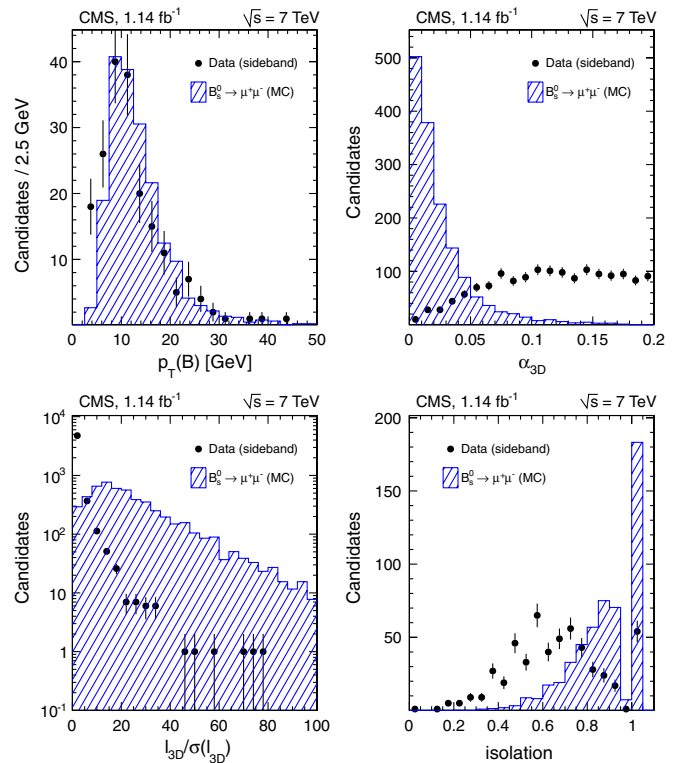 CMS, 1.14 fb⁻¹ √s = 7 TeV
Candidates / 2.5 GeV
Data (sideband)
B⁰ₛ → μ⁺μ⁻ (MC)
40
30
20
10
0
0 10 20 30 40 50
p_T(B) [GeV]
CMS, 1.14 fb⁻¹ √s = 7 TeV
Candidates
Data (sideband)
B⁰ₛ → μ⁺μ⁻ (MC)
500
400
300
200
100
0
0 0.05 0.1 0.15 0.2
α_3D
CMS, 1.14 fb⁻¹ √s = 7 TeV
Candidates
Data (sideband)
B⁰ₛ → μ⁺μ⁻ (MC)
10⁴
10³
10²
10
1
10⁻¹
0 20 40 60 80 100
l_3D/σ(l_3D)
CMS, 1.14 fb⁻¹ √s = 7 TeV
Candidates
Data (sideband)
B⁰ₛ → μ⁺μ⁻ (MC)
200
150
100
50
0
0 0.2 0.4 0.6 0.8 1
isolation